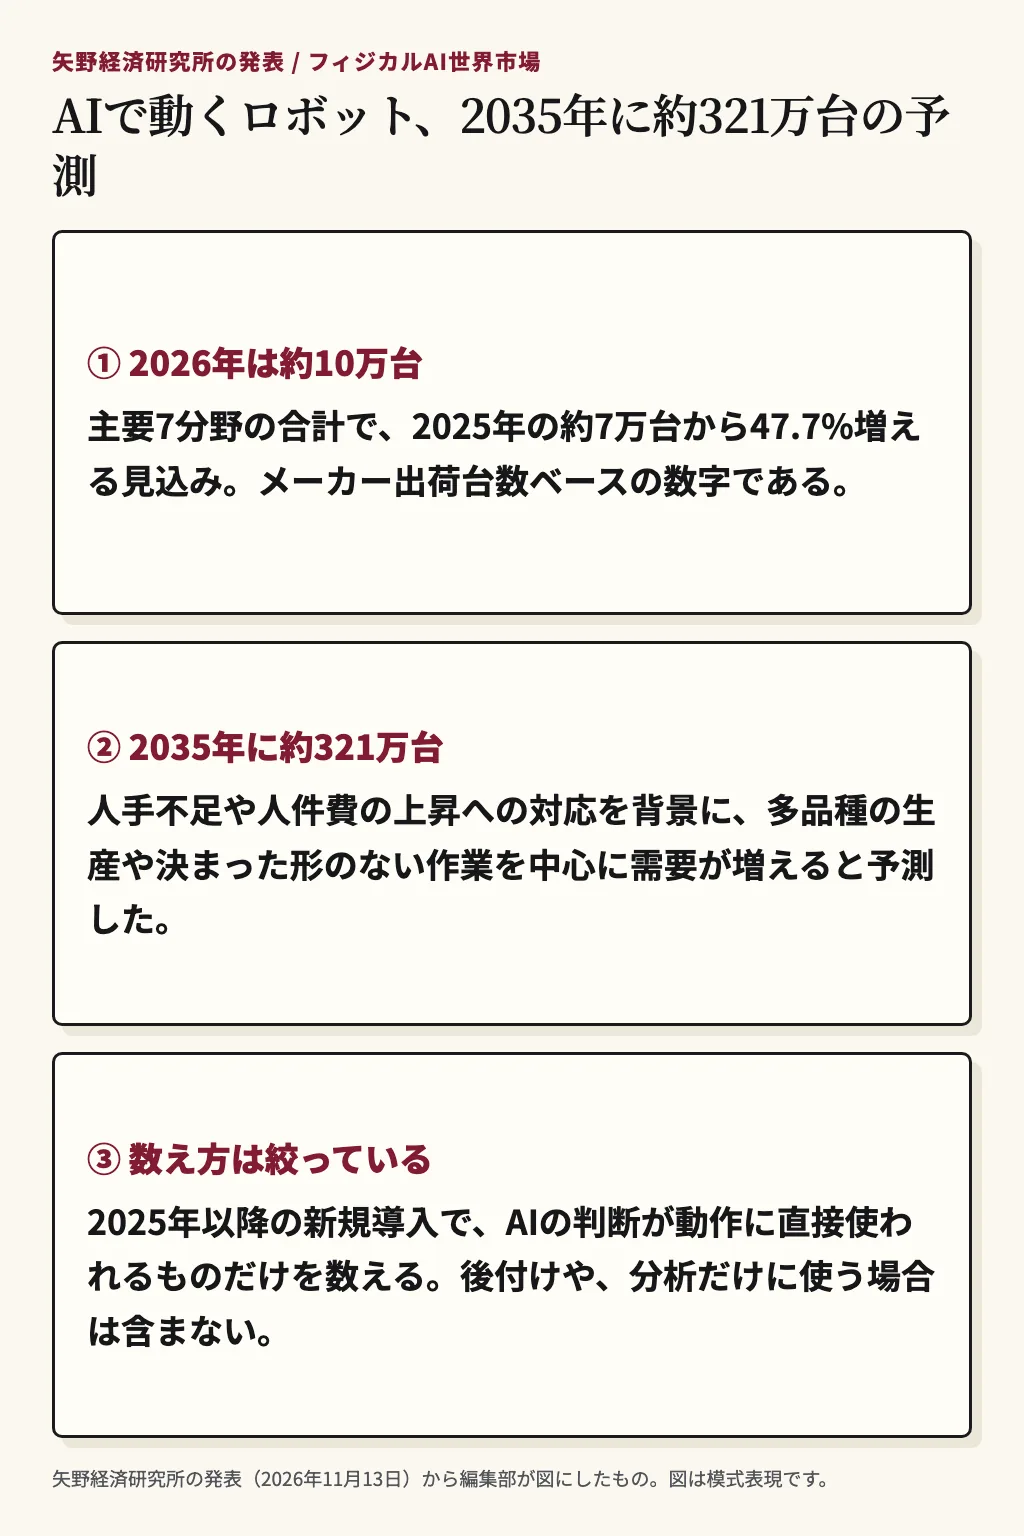 矢野経済研究所の発表 / フィジカルAI世界市場
AIで動くロボット、2035年に約321万台の予
測
① 2026年は約10万台
主要7分野の合計で、2025年の約7万台から47.7%増え
る見込み。メーカー出荷台数ベースの数字である。
② 2035年に約321万台
人手不足や人件費の上昇への対応を背景に、多品種の生
産や決まった形のない作業を中心に需要が増えると予測
した。
③ 数え方は絞っている
2025年以降の新規導入で、AIの判断が動作に直接使わ
れるものだけを数える。後付けや、分析だけに使う場合
は含まない。
矢野経済研究所の発表（2026年11月13日）から編集部が図にしたもの。図は模式表現です。